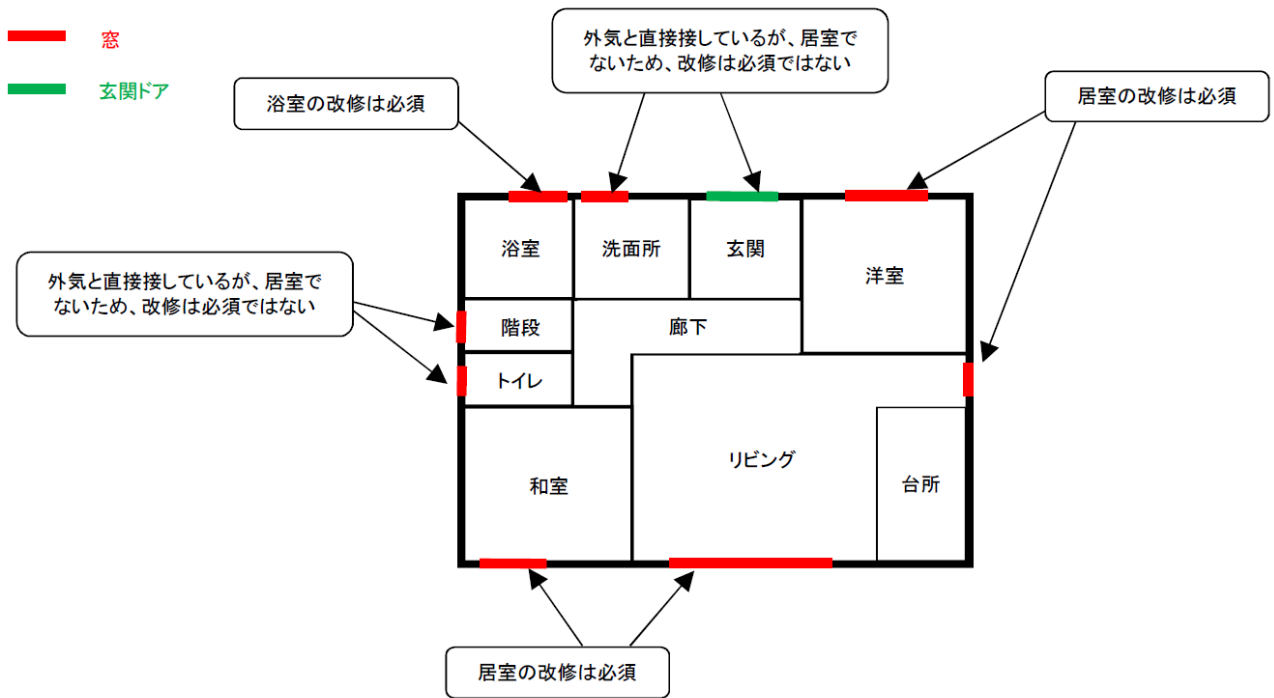 窓
玄関ドア
外気と直接接しているが、居室で
ないため、改修は必須ではない
浴室の改修は必須
居室の改修は必須
浴室
洗面所
玄関
洋室
外気と直接接しているが、居室で
ないため、改修は必須ではない
階段
廊下
トイレ
リビング
和室
台所
居室の改修は必須